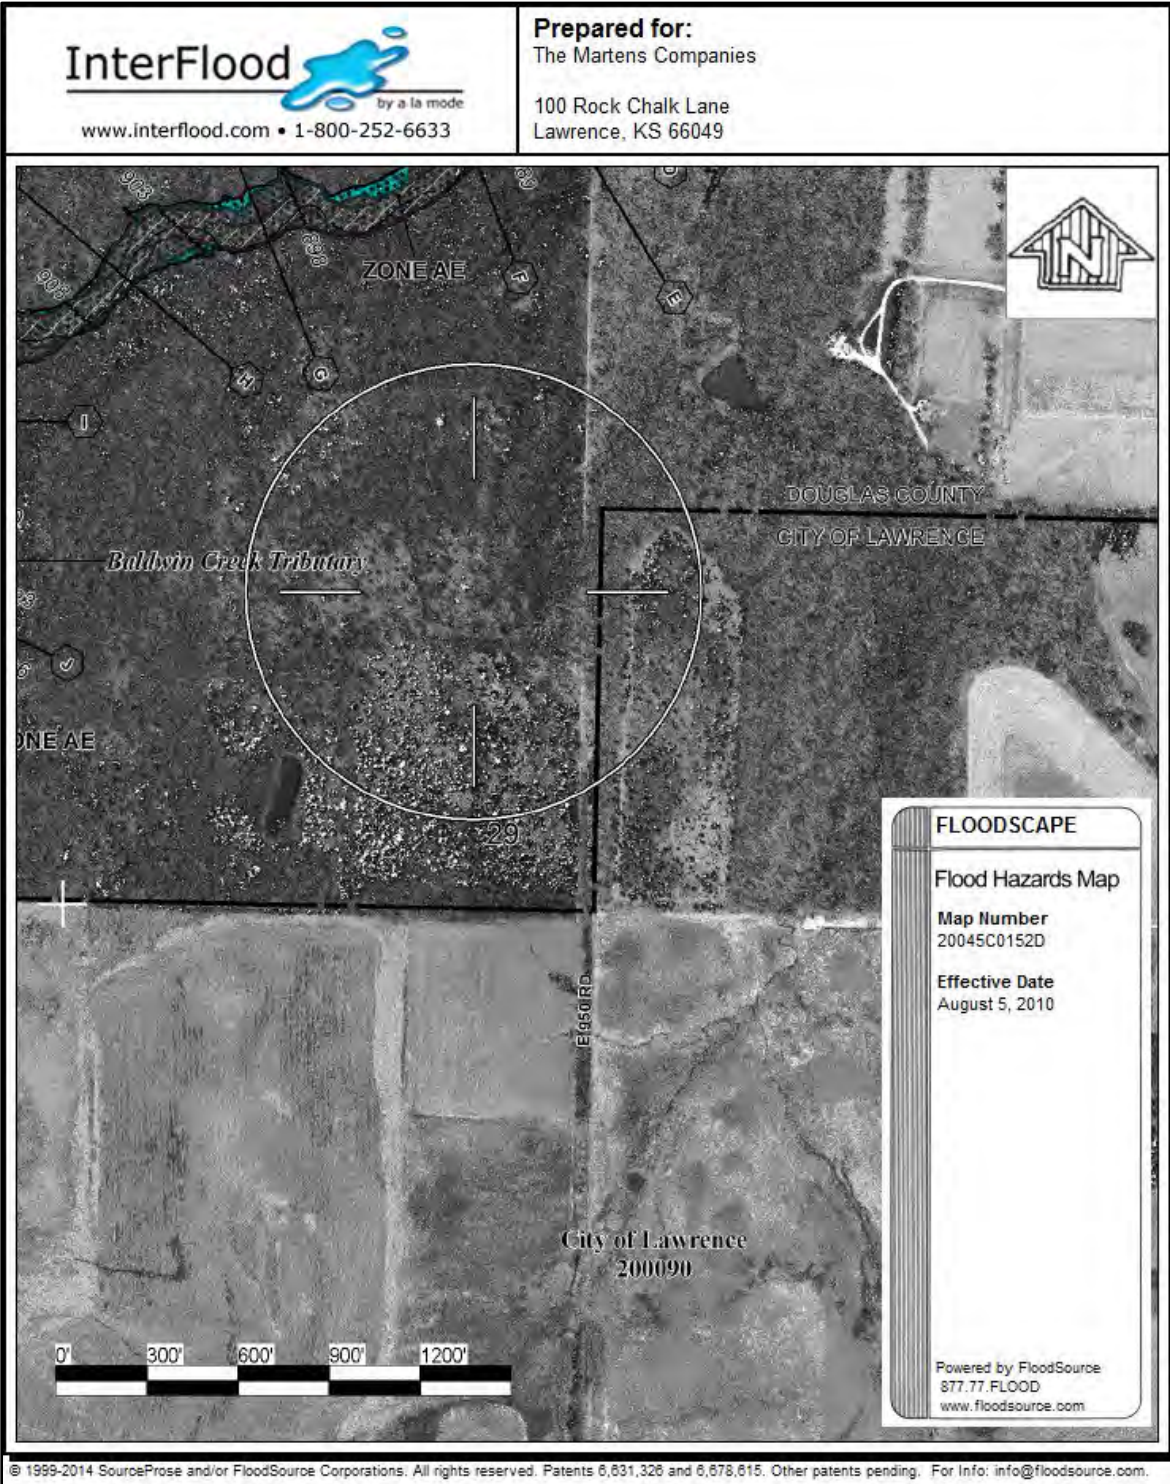 InterFlood
by a la mode
www.interflood.com • 1-800-252-6633
Prepared for:
The Martens Companies
100 Rock Chalk Lane
Lawrence, KS 66049
903
898
ZONE AE
F
E
N
H
G
I
DOUGLAS COUNTY
CITY OF LAWRENCE
Baldwin Creek Tributary
J
ONE AE
29
FLOODSCAPE
Flood Hazards Map
Map Number
20045C0152D
Effective Date
August 5, 2010
E 950 RD
City of Lawrence
200090
0' 300' 600' 900' 1200'
Powered by FloodSource
877.77.FLOOD
www.floodsource.com
© 1999-2014 SourceProse and/or FloodSource Corporations. All rights reserved. Patents 6,631,326 and 6,678,615. Other patents pending. For Info: info@floodsource.com.